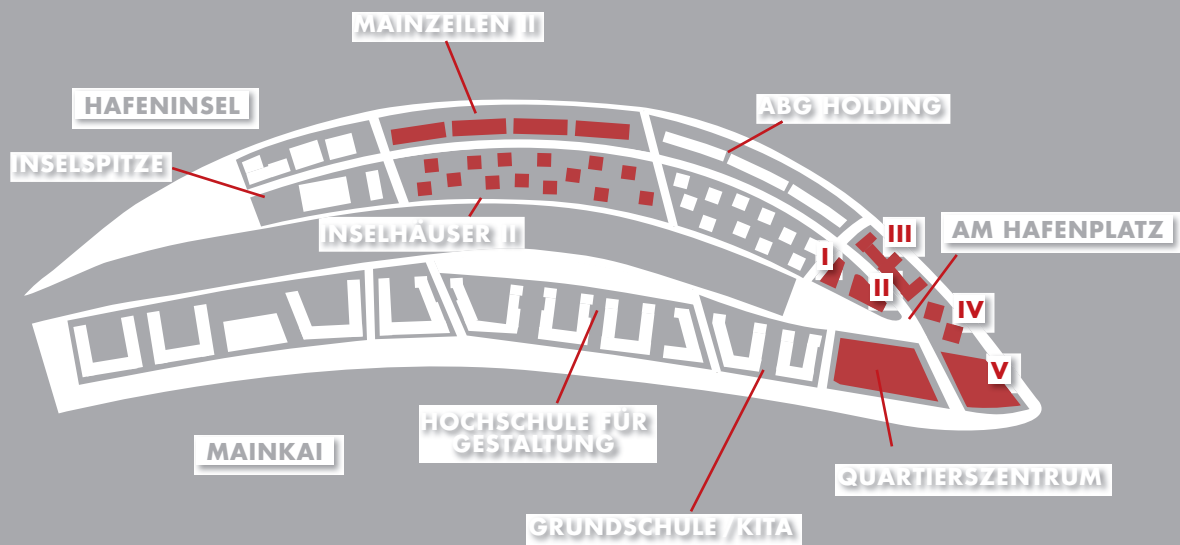 MAINZEILEN II
HAFENINSEL
ABG HOLDING
INSELSPITZE
INSELHÄUSER II
AM HAFENPLATZ
III
I
II
IV
V
HOCHSCHULE FÜR
GESTALTUNG
MAINKAI
QUARTIERSZENTRUM
GRUNDSCHULE/KITA